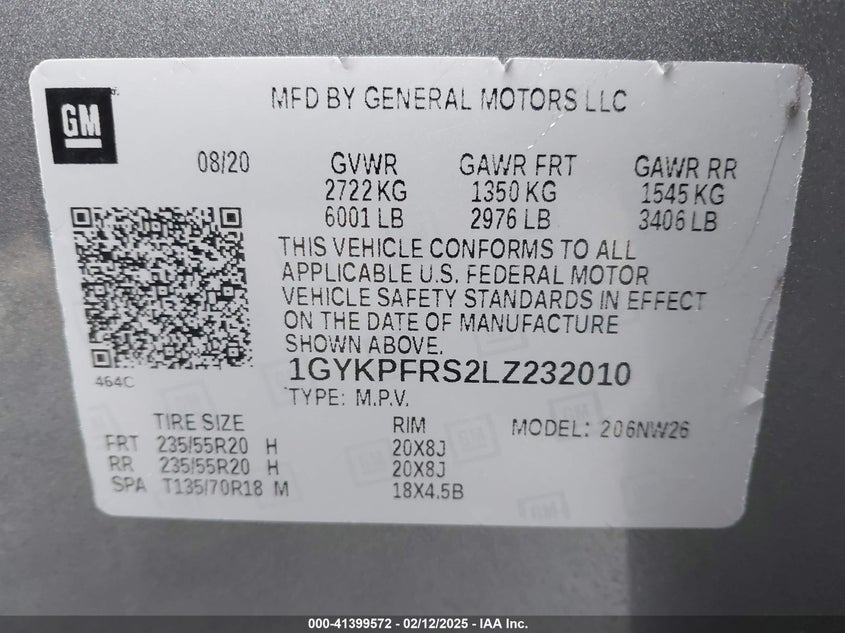 GM
MFD BY GENERAL MOTORS LLC
08/20 GVWR GAWR FRT GAWR RR
2722 KG 1350 KG 1545 KG
6001 LB 2976 LB 3406 LB
THIS VEHICLE CONFORMS TO ALL
APPLICABLE U.S. FEDERAL MOTOR
VEHICLE SAFETY STANDARDS IN EFFECT
ON THE DATE OF MANUFACTURE
SHOWN ABOVE.
464C
1GYKPFRS2LZ232010
TYPE: M.P.V.
TIRE SIZE RIM MODEL: 206NW26
FRT 235/55R20 H 20X8J
RR 235/55R20 H 20X8J
SPA T135/70R18 M 18X4.5B
000-41399572 - 02/12/2025 - IAA Inc.